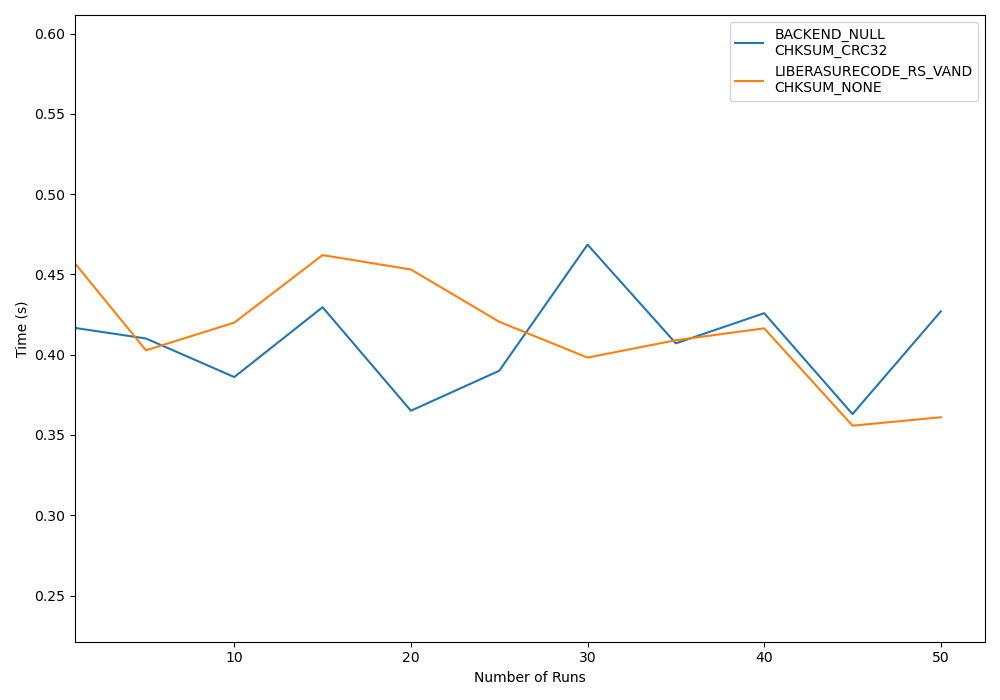 0.60
0.55
0.50
0.45
0.40
0.35
0.30
0.25
Time (s)
10
20
30
40
50
Number of Runs
BACKEND_NULL
CHKSUM_CRC32
LIBERASURECODE_RS_VAND
CHKSUM_NONE